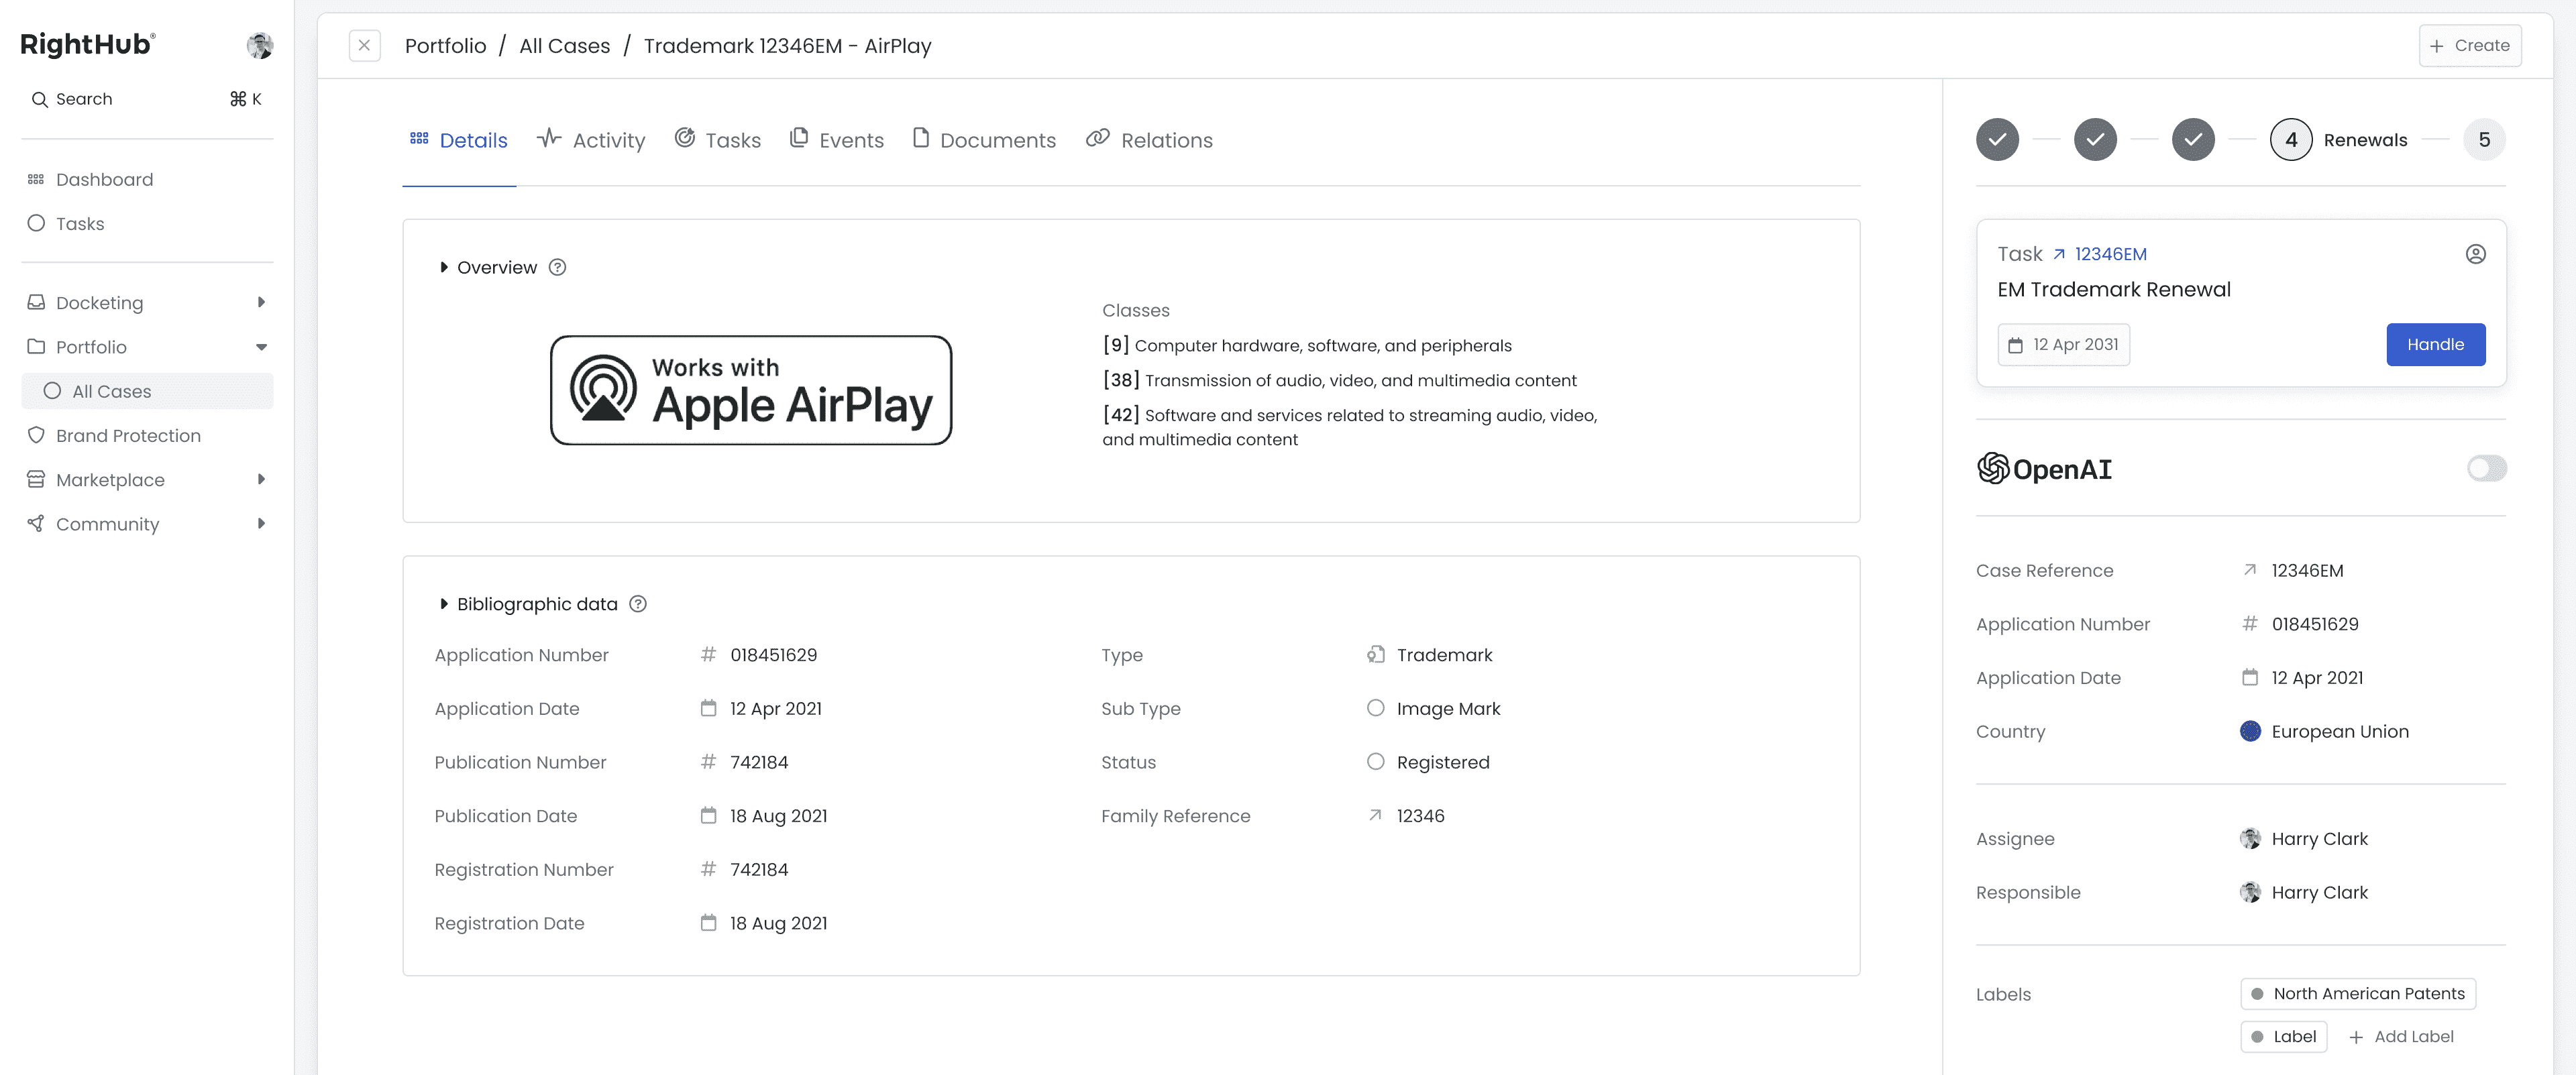 RightHub®
Search ⌘ K
Dashboard
Tasks
Docketing
Portfolio
All Cases
Brand Protection
Marketplace
Community
Portfolio / All Cases / Trademark 12346EM - AirPlay
+ Create
Details Activity Tasks Events Documents Relations
Overview ?
Works with
Apple AirPlay
Classes
[9] Computer hardware, software, and peripherals
[38] Transmission of audio, video, and multimedia content
[42] Software and services related to streaming audio, video,
and multimedia content
Bibliographic data ?
Application Number # 018451629
Application Date 12 Apr 2021
Publication Number # 742184
Publication Date 18 Aug 2021
Registration Number # 742184
Registration Date 18 Aug 2021
Type Trademark
Sub Type Image Mark
Status Registered
Family Reference 12346
4 Renewals 5
Task 12346EM
EM Trademark Renewal
12 Apr 2031
Handle
OpenAI
Case Reference 12346EM
Application Number # 018451629
Application Date 12 Apr 2021
Country European Union
Assignee Harry Clark
Responsible Harry Clark
Labels North American Patents
Label + Add Label